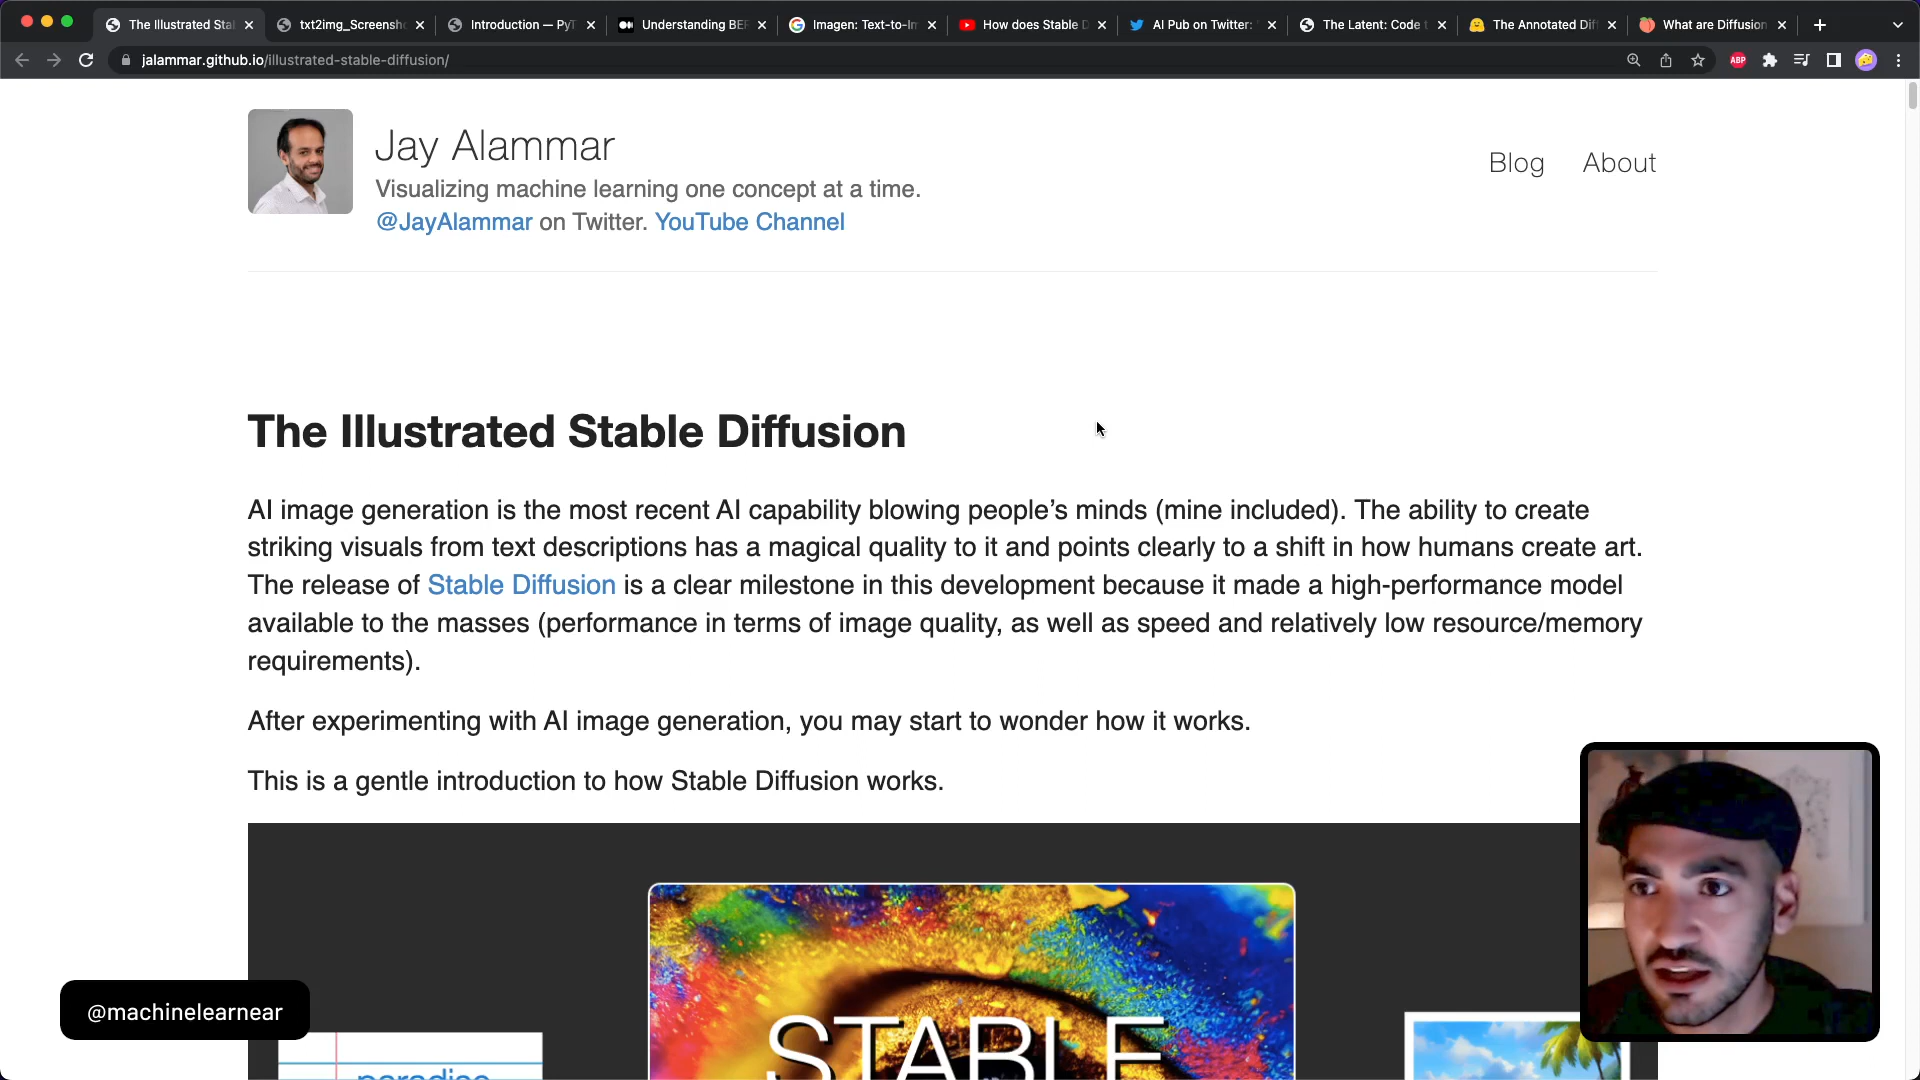 The Illustrated Sta
txt2img_Screensh
Introduction — PyT
Understanding BER
Imagen: Text-to-Im
How does Stable D
AI Pub on Twitter:
The Latent: Code t
The Annotated Diff
What are Diffusion
jalammar.github.io/illustrated-stable-diffusion/
ABP
Jay Alammar
Visualizing machine learning one concept at a time.
@JayAlammar on Twitter. YouTube Channel
Blog About
The Illustrated Stable Diffusion
AI image generation is the most recent AI capability blowing people’s minds (mine included). The ability to create
striking visuals from text descriptions has a magical quality to it and points clearly to a shift in how humans create art.
The release of Stable Diffusion is a clear milestone in this development because it made a high-performance model
available to the masses (performance in terms of image quality, as well as speed and relatively low resource/memory
requirements).
After experimenting with AI image generation, you may start to wonder how it works.
This is a gentle introduction to how Stable Diffusion works.
STABLE
paradise
@machinelearnear